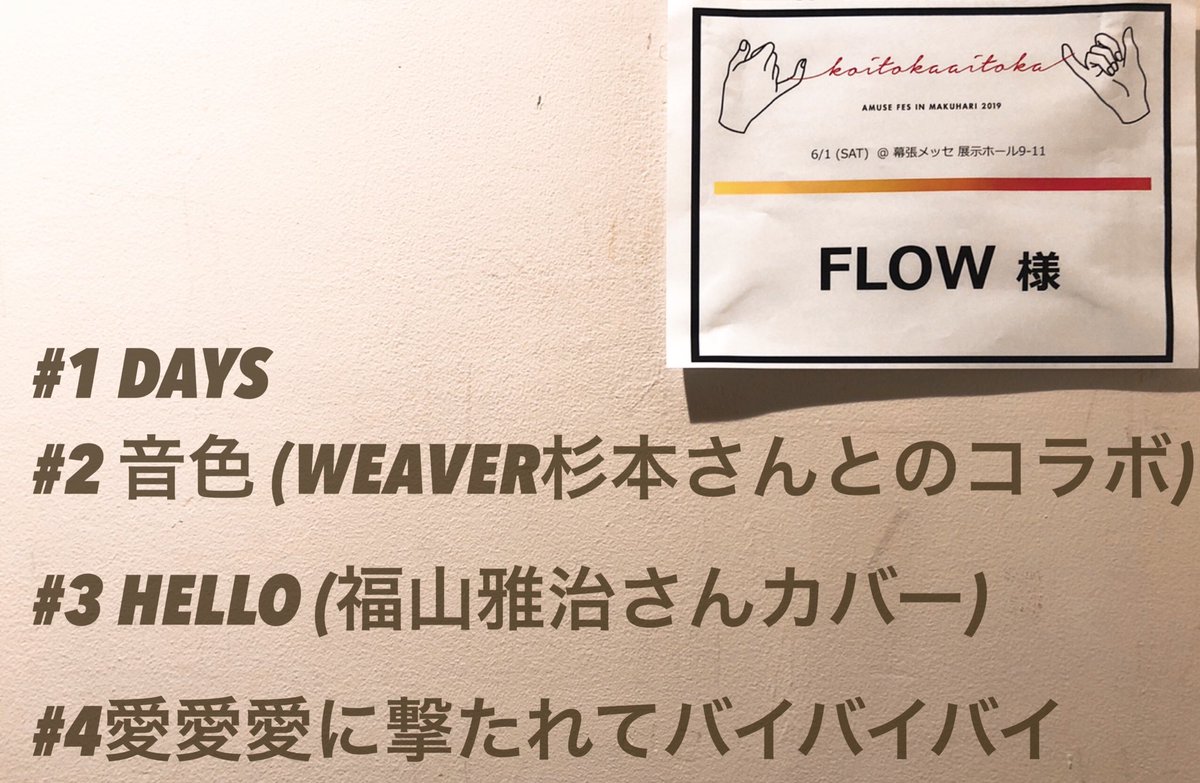 koitokaaitoka
AMUSE FES IN MAKUHARI 2019
6/1 (SAT) @ 幕張メッセ 展示ホール9-11
FLOW 様
#1 DAYS
#2 音色 (WEAVER杉本さんとのコラボ)
#3 HELLO (福山雅治さんカバー)
#4愛愛愛に撃たれてバイバイバイ